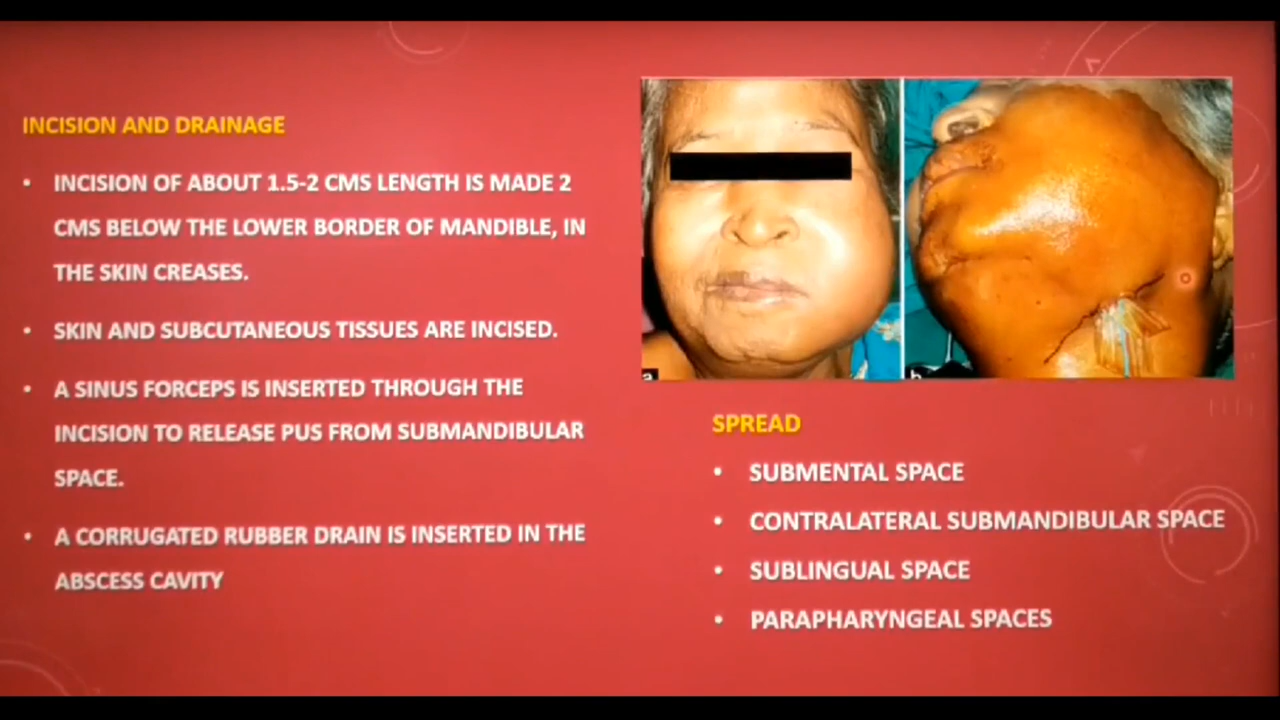 INCISION AND DRAINAGE
• INCISION OF ABOUT 1.5-2 CMS LENGTH IS MADE 2
CMS BELOW THE LOWER BORDER OF MANDIBLE, IN
THE SKIN CREASES.
• SKIN AND SUBCUTANEOUS TISSUES ARE INCISED.
• A SINUS FORCEPS IS INSERTED THROUGH THE
INCISION TO RELEASE PUS FROM SUBMANDIBULAR
SPACE.
• A CORRUGATED RUBBER DRAIN IS INSERTED IN THE
ABSCESS CAVITY
a
b
SPREAD
• SUBMENTAL SPACE
• CONTRALATERAL SUBMANDIBULAR SPACE
• SUBLINGUAL SPACE
• PARAPHARYNGEAL SPACES